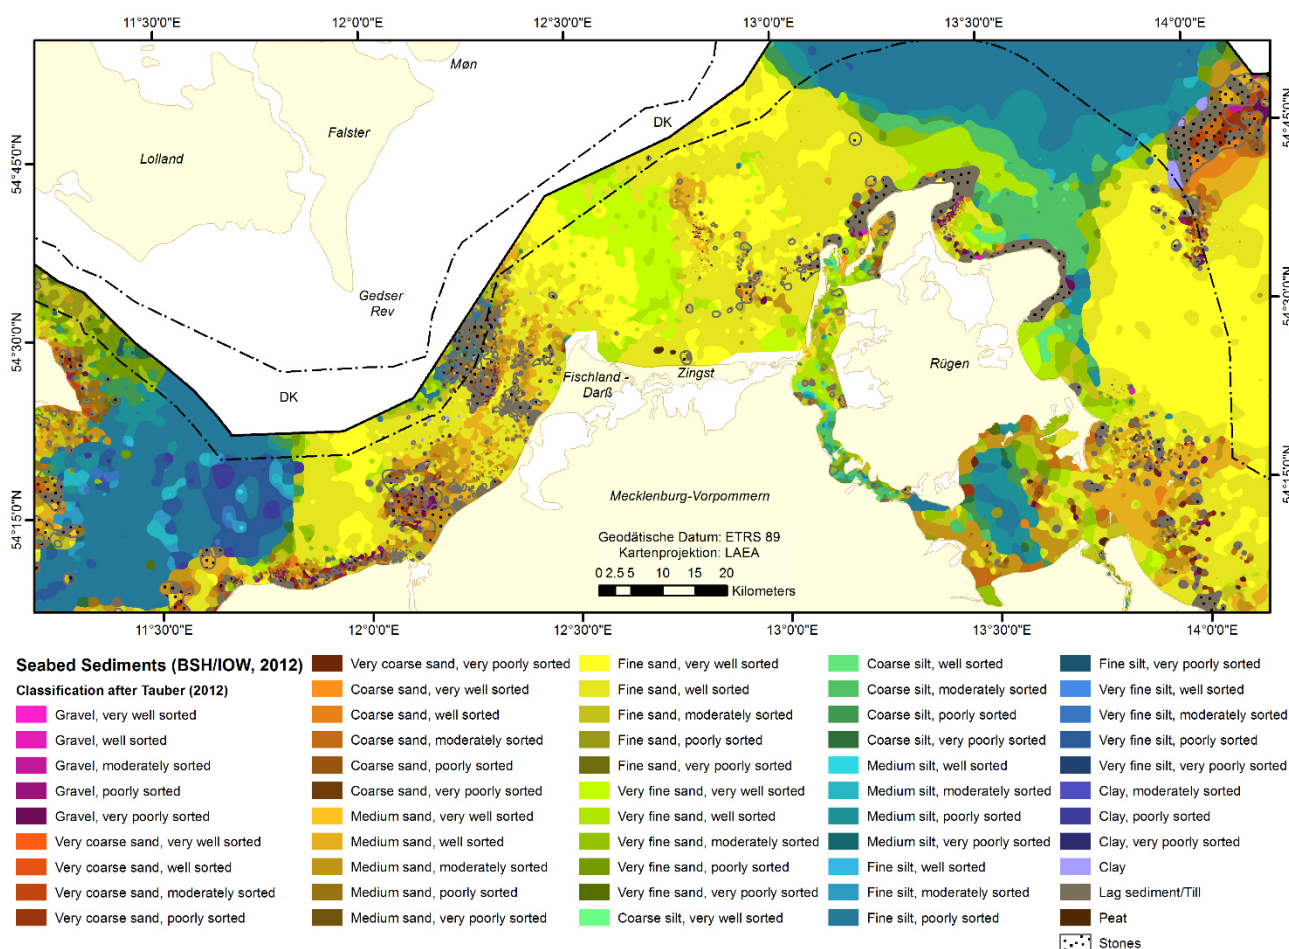 11°30'0"E
12°0'0"E
12°30'0"E
13°0'0"E
13°30'0"E
14°0'0"E
Møn
DK
Falster
Lolland
54°45'0"N
54°45'0"N
Gedser
Rev
54°30'0"N
54°30'0"N
DK
Fischland -
Darß
Zingst
Rügen
54°15'0"N
54°15'0"N
Mecklenburg-Vorpommern
Geodätische Datum: ETRS 89
Kartenprojektion: LAEA
0 2.5 5 10 15 20
Kilometers
11°30'0"E
12°0'0"E
12°30'0"E
13°0'0"E
13°30'0"E
14°0'0"E
Seabed Sediments (BSH/IOW, 2012)
Classification after Tauber (2012)
Gravel, very well sorted
Gravel, well sorted
Gravel, moderately sorted
Gravel, poorly sorted
Gravel, very poorly sorted
Very coarse sand, very well sorted
Very coarse sand, well sorted
Very coarse sand, moderately sorted
Very coarse sand, poorly sorted
Very coarse sand, very poorly sorted
Coarse sand, very well sorted
Coarse sand, well sorted
Coarse sand, moderately sorted
Coarse sand, poorly sorted
Coarse sand, very poorly sorted
Medium sand, very well sorted
Medium sand, well sorted
Medium sand, moderately sorted
Medium sand, poorly sorted
Medium sand, very poorly sorted
Fine sand, very well sorted
Fine sand, well sorted
Fine sand, moderately sorted
Fine sand, poorly sorted
Fine sand, very poorly sorted
Very fine sand, very well sorted
Very fine sand, well sorted
Very fine sand, moderately sorted
Very fine sand, poorly sorted
Very fine sand, very poorly sorted
Coarse silt, very well sorted
Coarse silt, well sorted
Coarse silt, moderately sorted
Coarse silt, poorly sorted
Coarse silt, very poorly sorted
Medium silt, well sorted
Medium silt, moderately sorted
Medium silt, poorly sorted
Medium silt, very poorly sorted
Fine silt, well sorted
Fine silt, moderately sorted
Fine silt, poorly sorted
Fine silt, very poorly sorted
Very fine silt, well sorted
Very fine silt, moderately sorted
Very fine silt, poorly sorted
Very fine silt, very poorly sorted
Clay, moderately sorted
Clay, poorly sorted
Clay, very poorly sorted
Clay
Lag sediment/Till
Peat
Stones